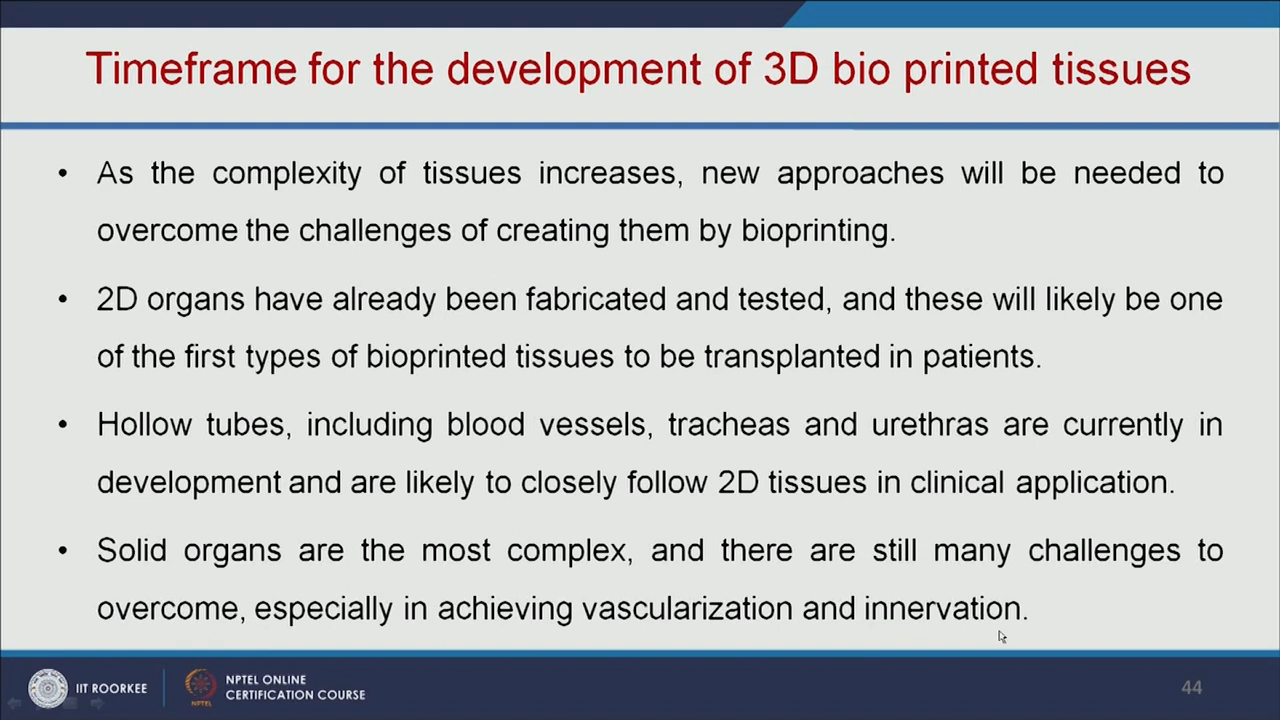 Timeframe for the development of 3D bio printed tissues
• As the complexity of tissues increases, new approaches will be needed to
overcome the challenges of creating them by bioprinting.
• 2D organs have already been fabricated and tested, and these will likely be one
of the first types of bioprinted tissues to be transplanted in patients.
• Hollow tubes, including blood vessels, tracheas and urethras are currently in
development and are likely to closely follow 2D tissues in clinical application.
• Solid organs are the most complex, and there are still many challenges to
overcome, especially in achieving vascularization and innervation.
IIT ROORKEE
NPTEL
NPTEL ONLINE
CERTIFICATION COURSE
44